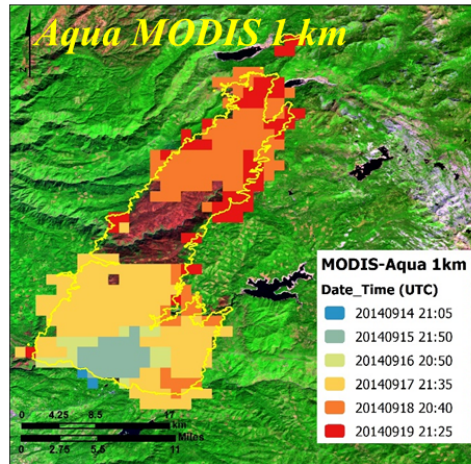 Aqua MODIS 1 km
MODIS-Aqua 1km
Date_Time (UTC)
20140914 21:05
20140915 21:50
20140916 20:50
20140917 21:35
20140918 20:40
20140919 21:25
0 4.25 8.5 17
km
Miles
0 2.75 5.5 11